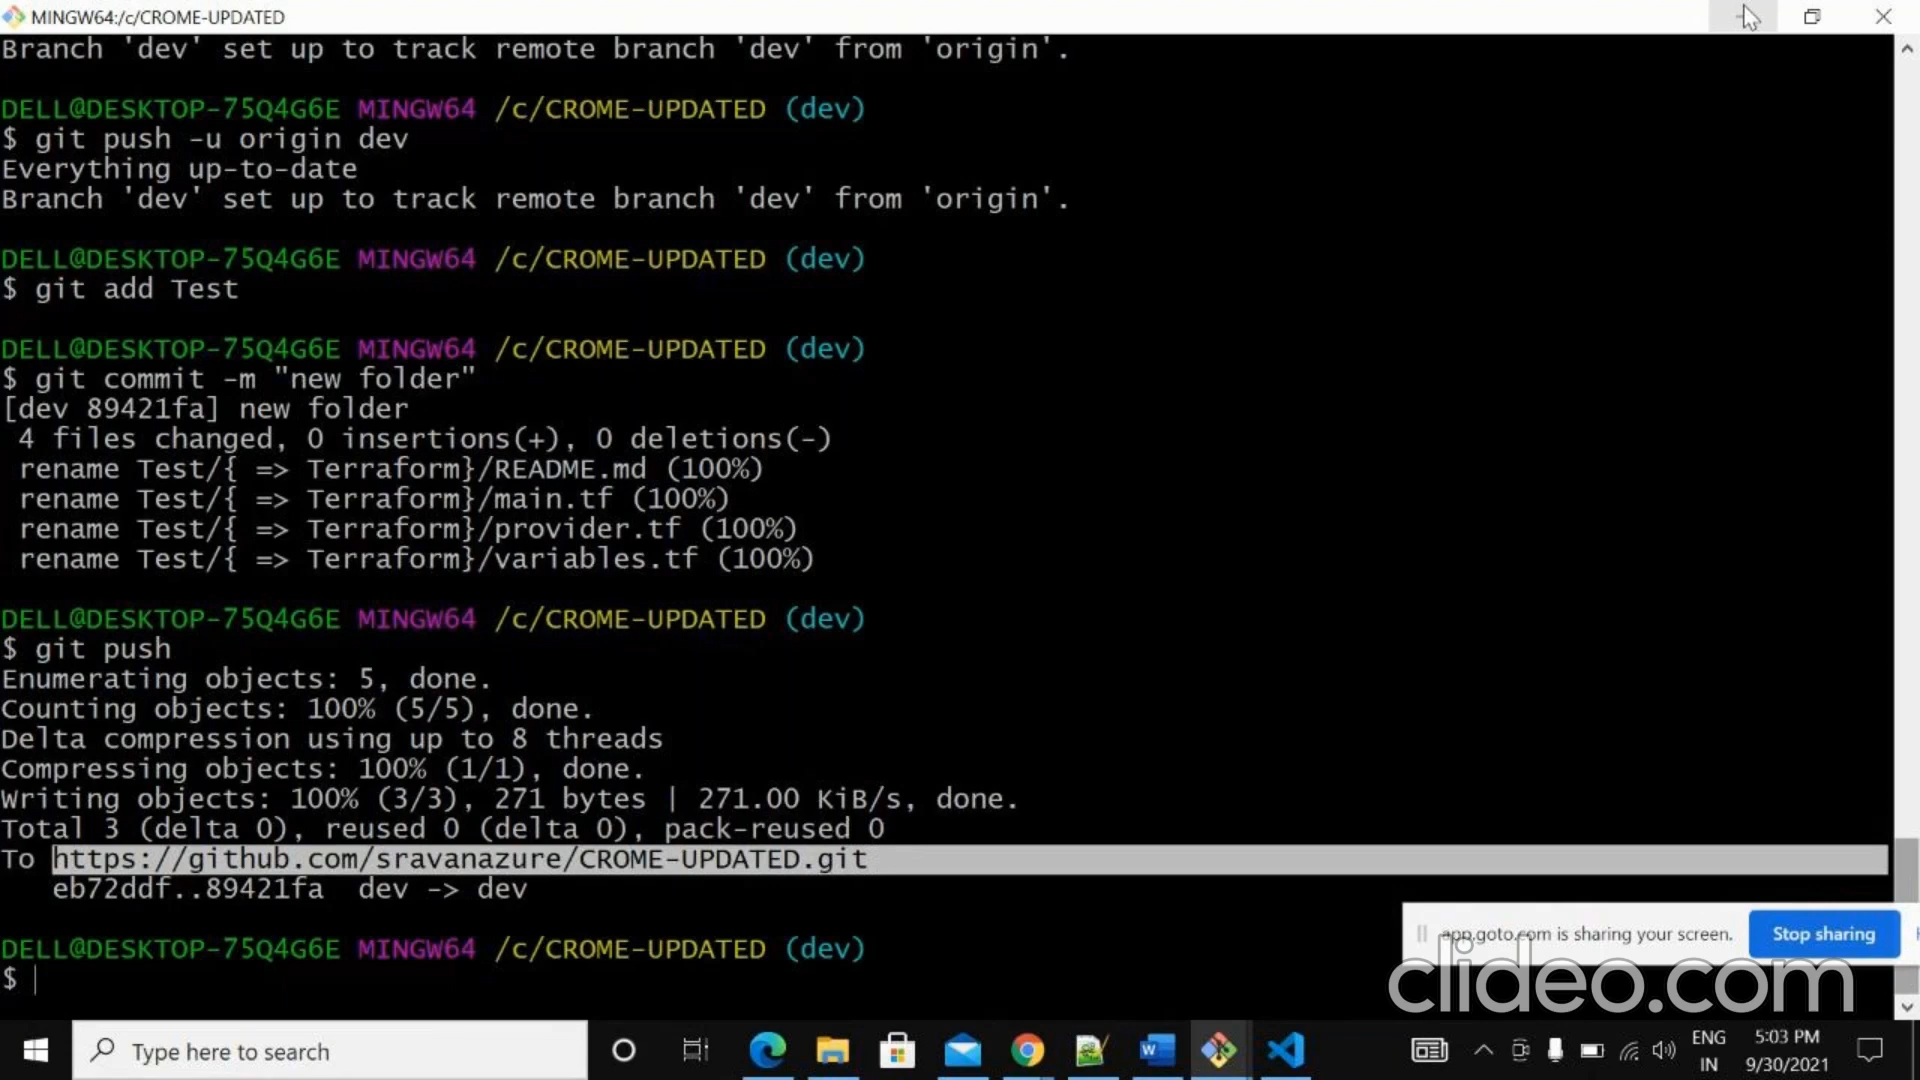 MINGW64:/c/CROME-UPDATED
Branch 'dev' set up to track remote branch 'dev' from 'origin'.
DELL@DESKTOP-75Q4G6E MINGW64 /c/CROME-UPDATED (dev)
$ git push -u origin dev
Everything up-to-date
Branch 'dev' set up to track remote branch 'dev' from 'origin'.
DELL@DESKTOP-75Q4G6E MINGW64 /c/CROME-UPDATED (dev)
$ git add Test
DELL@DESKTOP-75Q4G6E MINGW64 /c/CROME-UPDATED (dev)
$ git commit -m "new folder"
[dev 89421fa] new folder
4 files changed, 0 insertions(+), 0 deletions(-)
rename Test/{ => Terraform}/README.md (100%)
rename Test/{ => Terraform}/main.tf (100%)
rename Test/{ => Terraform}/provider.tf (100%)
rename Test/{ => Terraform}/variables.tf (100%)
DELL@DESKTOP-75Q4G6E MINGW64 /c/CROME-UPDATED (dev)
$ git push
Enumerating objects: 5, done.
Counting objects: 100% (5/5), done.
Delta compression using up to 8 threads
Compressing objects: 100% (1/1), done.
Writing objects: 100% (3/3), 271 bytes | 271.00 KiB/s, done.
Total 3 (delta 0), reused 0 (delta 0), pack-reused 0
To https://github.com/sravanazure/CROME-UPDATED.git
eb72ddf..89421fa dev -> dev
DELL@DESKTOP-75Q4G6E MINGW64 /c/CROME-UPDATED (dev)
$
app.goto.com is sharing your screen. Stop sharing
clideo.com
Type here to search
ENG
IN
5:03 PM
9/30/2021